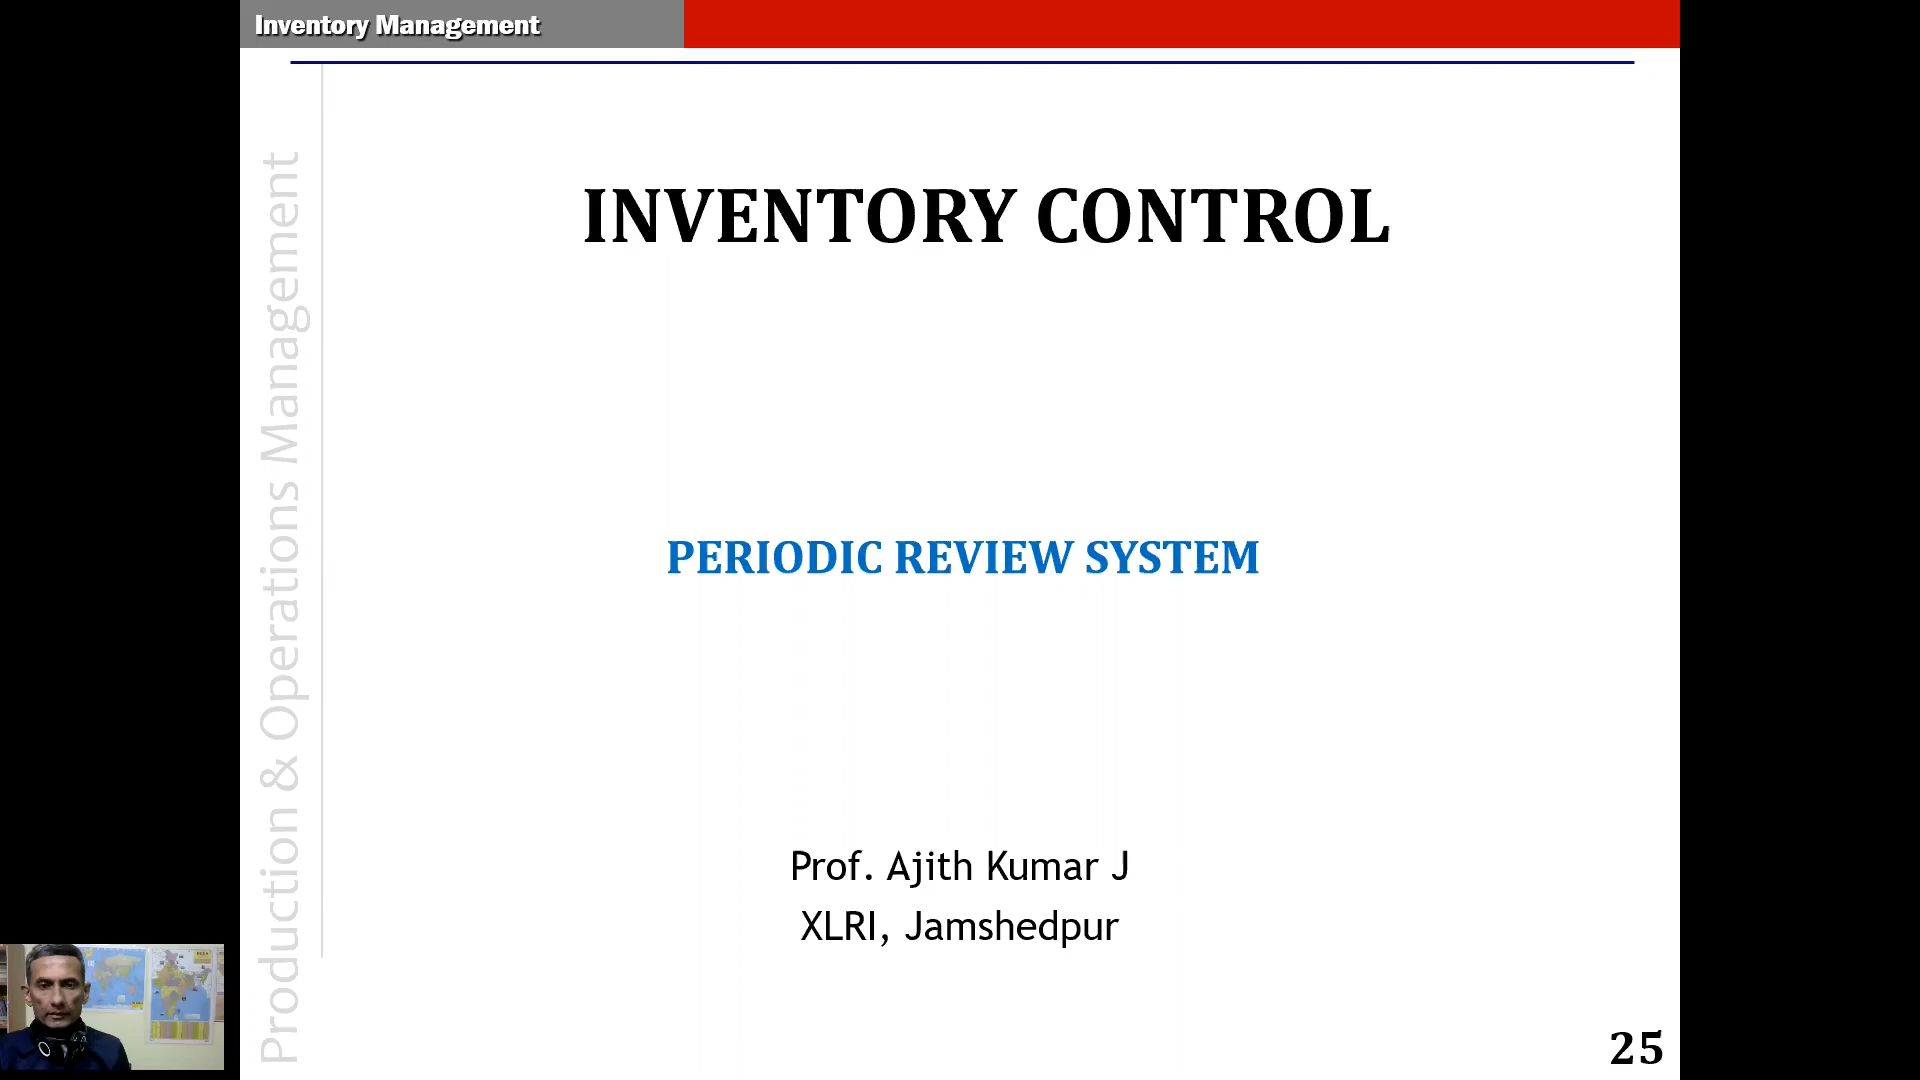 Inventory Management
Production & Operations Management
INVENTORY CONTROL
PERIODIC REVIEW SYSTEM
Prof. Ajith Kumar J
XLRI, Jamshedpur
25